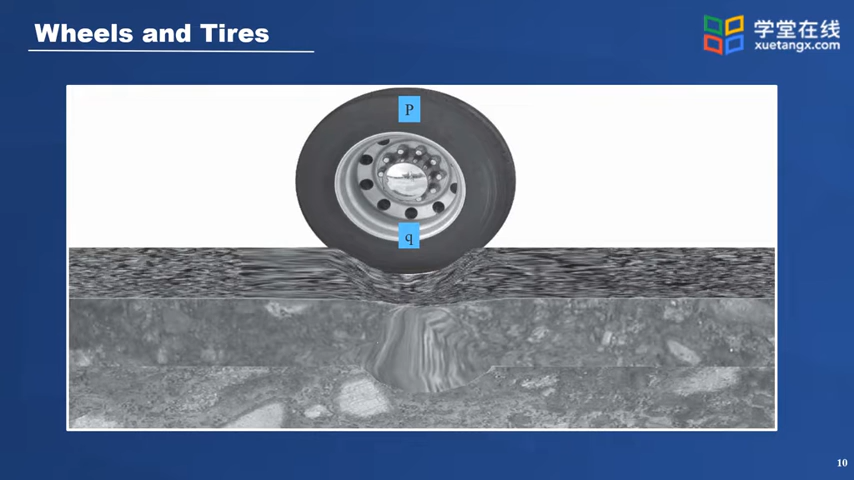 Wheels and Tires
学堂在线
xuetangx.com
P
q
10